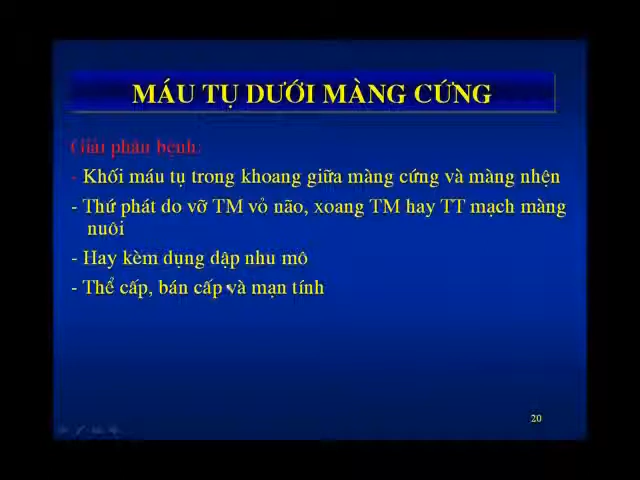 MÁU TỤ DƯỚI MÀNG CỨNG
Giải phẫu bệnh:
- Khối máu tụ trong khoang giữa màng cứng và màng nhện
- Thứ phát do vỡ TM vỏ não, xoang TM hay TT mạch màng
nuôi
- Hay kèm dụng dập nhu mô
- Thể cấp, bán cấp và mạn tính
20